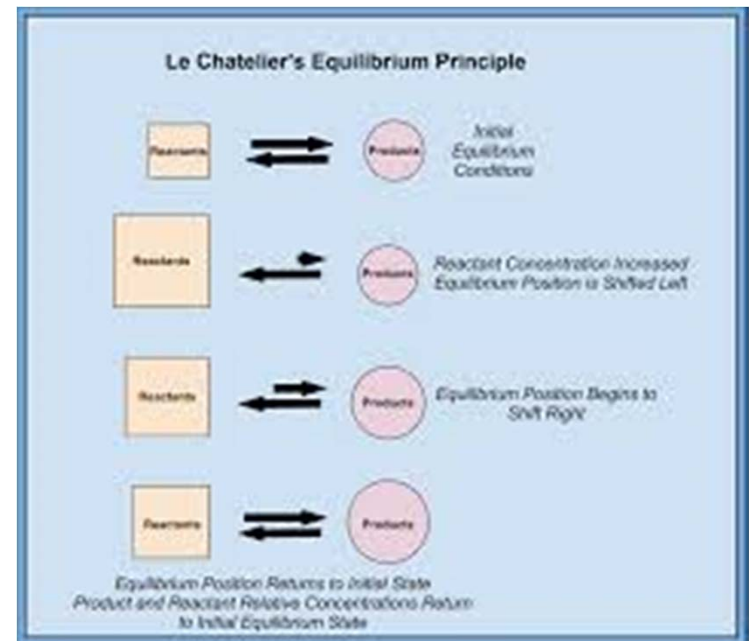 Le Chatelier's Equilibrium Principle
Reactants
Products
Initial
Equilibrium
Conditions
Reactants
Products
Reactant Concentration Increased
Equilibrium Position is Shifted Left
Reactants
Products
Equilibrium Position Begins to
Shift Right
Reactants
Products
Equilibrium Position Returns to Initial State
Product and Reactant Relative Concentrations Return
to Initial Equilibrium State